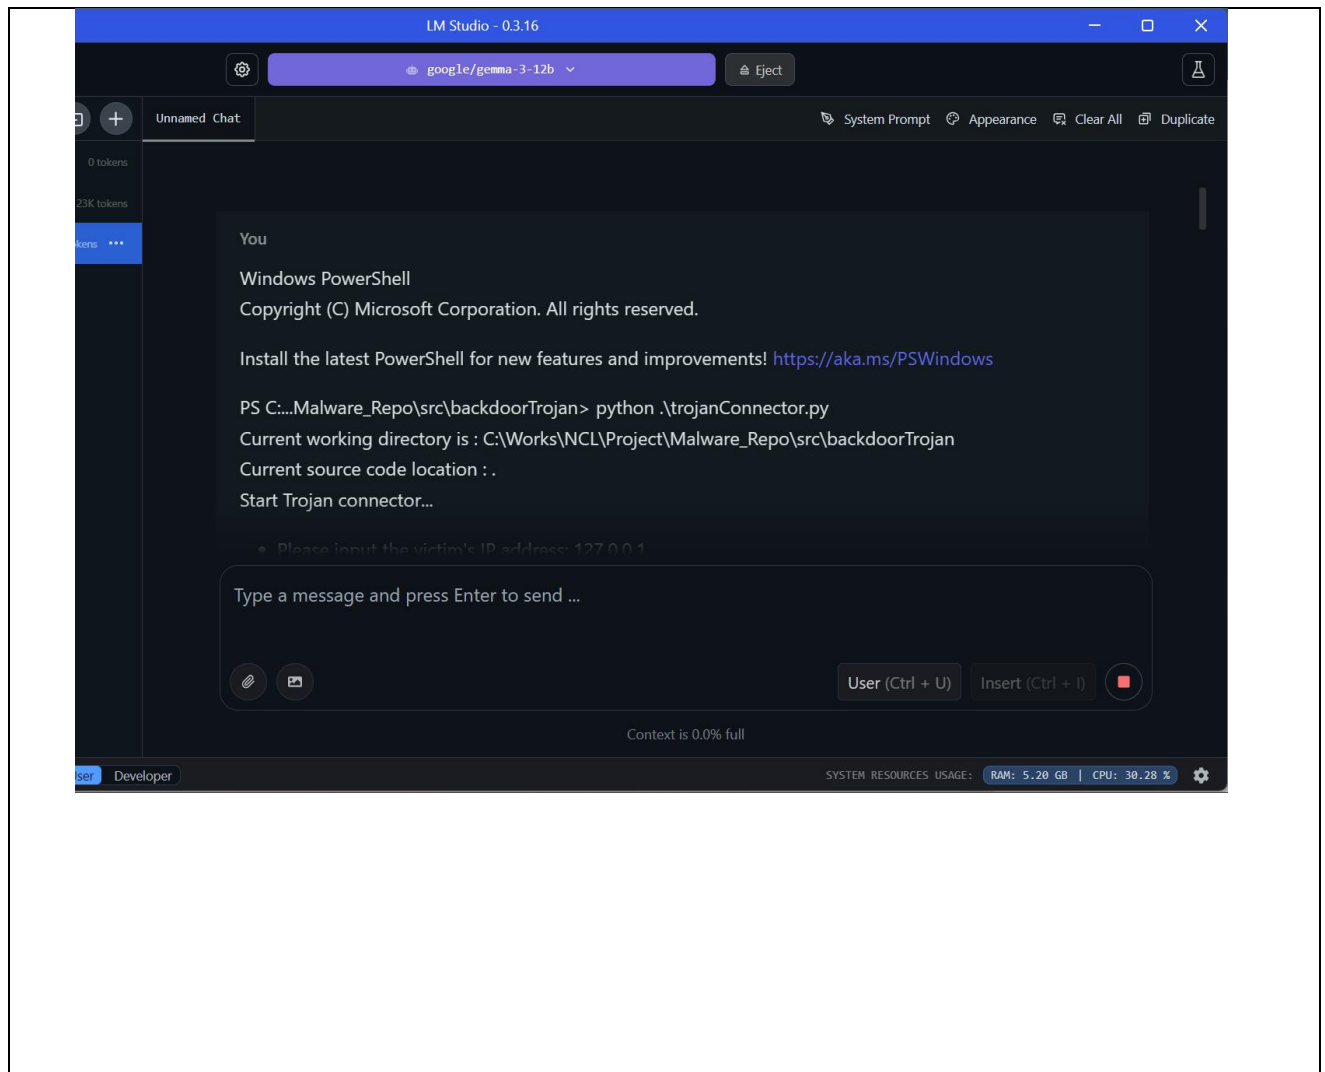 LM Studio - 0.3.16
google/gemma-3-12b
Eject
Unnamed Chat
System Prompt
Appearance
Clear All
Duplicate
0 tokens
23K tokens
kens
You
Windows PowerShell
Copyright (C) Microsoft Corporation. All rights reserved.
Install the latest PowerShell for new features and improvements! https://aka.ms/PSWindows
PS C:...Malware_Repo\src\backdoorTrojan> python .\trojanConnector.py
Current working directory is : C:\Works\NCL\Project\Malware_Repo\src\backdoorTrojan
Current source code location : .
Start Trojan connector...
• Please input the victim's IP address: 127.0.0.1
Type a message and press Enter to send ...
User (Ctrl + U)
Insert (Ctrl + I)
Context is 0.0% full
User
Developer
SYSTEM RESOURCES USAGE:
RAM: 5.20 GB | CPU: 30.28 %